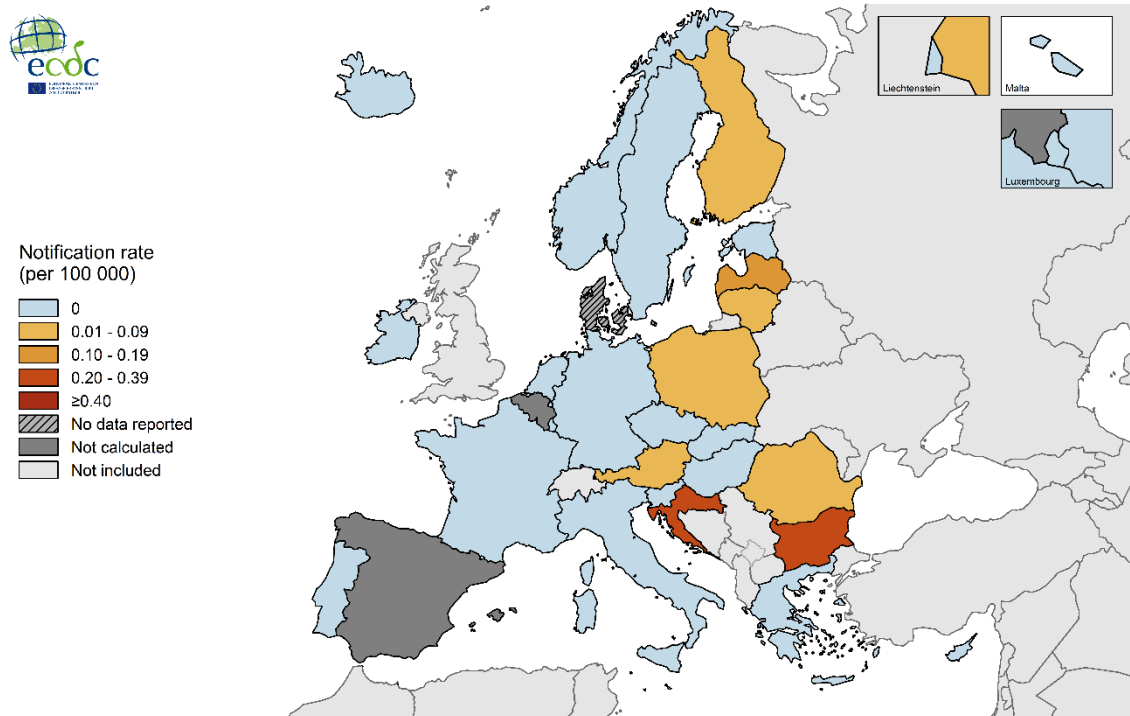 ecdc
Notification rate
(per 100 000)
0
0.01 - 0.09
0.10 - 0.19
0.20 - 0.39
≥0.40
No data reported
Not calculated
Not included
Liechtenstein
Malta
Luxembourg